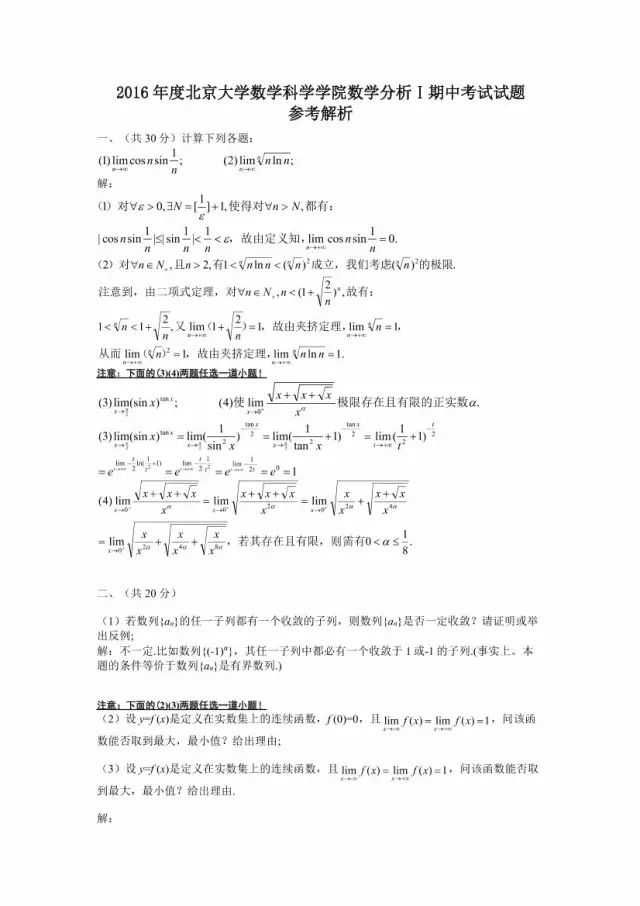 2016 年度北京大学数学科学学院数学分析 I 期中考试试题
参考解析
一、（共 30 分）计算下列各题：
(1) lim_{n→∞} cos n sin 1/n;  (2) lim_{n→∞} ⁿ√(n ln n);
解：
（1）对∀ε > 0,∃N = [1/ε]+1,使得对∀n > N,都有：
|cos n sin 1/n|≤|sin 1/n|< 1/n < ε，故由定义知, lim_{n→+∞} cos n sin 1/n = 0.
（2）对∀n ∈ N₊,且n > 2,有1 < ⁿ√(n ln n) < (ⁿ√n)² 成立，我们考虑(ⁿ√n)²的极限.
注意到，由二项式定理，对∀n ∈ N₊, n < (1+√(2/n))ⁿ,故有：
1 < ⁿ√n < 1+√(2/n),又 lim_{n→+∞}（1+√(2/n)）= 1，故由夹挤定理, lim_{n→+∞} ⁿ√n = 1,
从而 lim_{n→+∞}（ⁿ√n）² = 1，故由夹挤定理, lim_{n→+∞} ⁿ√(n ln n) = 1.
注意：下面的(3)(4)两题任选一道小题！
(3) lim_{x→π/2} (sin x)^{tan x};  (4)使 lim_{x→0⁺} √(x+√(x+√x))/x^α 极限存在且有限的正实数α.
(3) lim_{x→π/2} (sin x)^{tan x} = lim_{x→π/2} (1/sin² x)^{-tan x/2} = lim_{x→π/2} (1/tan² x +1)^{-tan x/2} = lim_{t→∞} (1/t² +1)^{-t/2}
= e^{lim_{t→∞} -t/2 ln(1/t²+1)} = e^{lim_{t→∞} -t/2·1/t²} = e^{lim_{t→∞} -1/2t} = e⁰ = 1
(4) lim_{x→0⁺} √(x+√(x+√x))/x^α = lim_{x→0⁺} √((x+√(x+√x))/x^{2α}) = lim_{x→0⁺} √(x/x^{2α} + √((x+√x)/x^{4α}))
= lim_{x→0⁺} √(x/x^{2α} + √(x/x^{4α} + √(x/x^{8α})))，若其存在且有限，则需有0 < α ≤ 1/8.
二、（共 20 分）
（1）若数列{aₙ}的任一子列都有一个收敛的子列，则数列{aₙ}是否一定收敛？请证明或举
出反例;
解：不一定.比如数列{(-1)ⁿ}，其任一子列中都必有一个收敛于 1 或-1 的子列.(事实上。本
题的条件等价于数列{aₙ}是有界数列.)
注意：下面的(2)(3)两题任选一道小题！
（2）设 y=f (x)是定义在实数集上的连续函数，f (0)=0，且 lim_{x→-∞} f (x) = lim_{x→+∞} f (x) = 1，问该函
数能否取到最大，最小值？给出理由;
（3）设 y=f (x)是定义在实数集上的连续函数，且 lim_{x→-∞} f (x) = lim_{x→+∞} f (x) = 1，问该函数能否取
到最大，最小值？给出理由.
解：